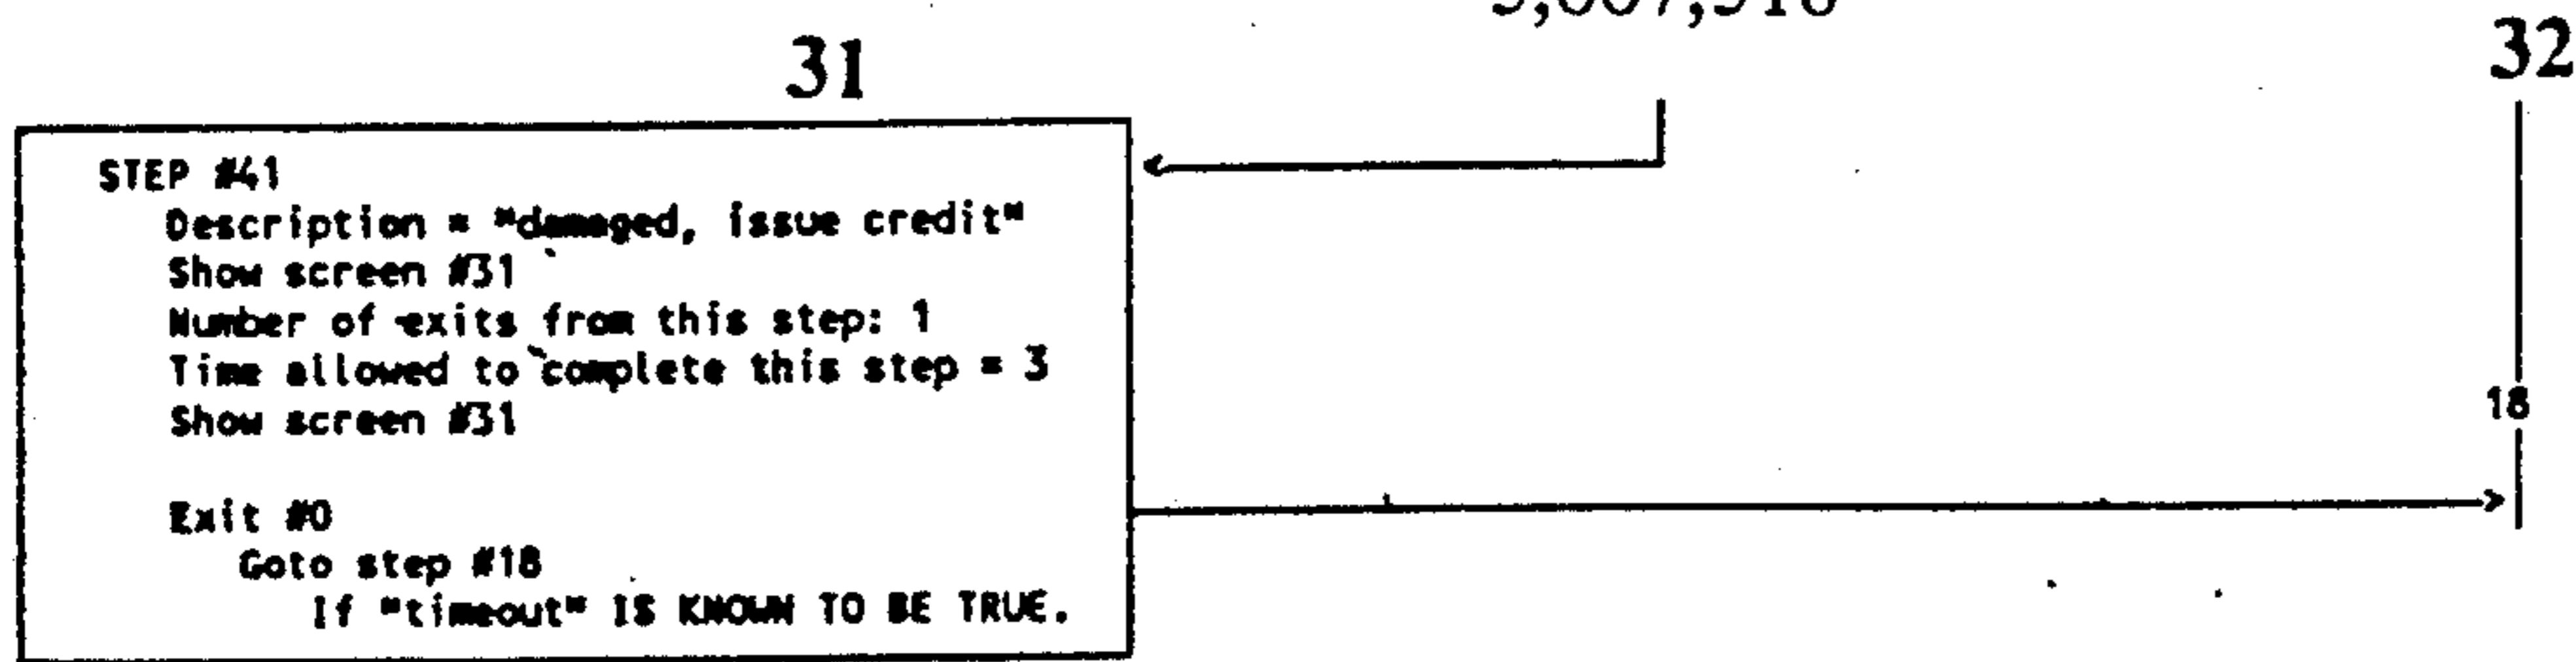 31
32
STEP #41
Description = "damaged, issue credit"
Show screen #31
Number of exits from this step: 1
Time allowed to complete this step = 3
Show screen #31
18
Exit #0
Goto step #18
If "timeout" IS KNOWN TO BE TRUE.